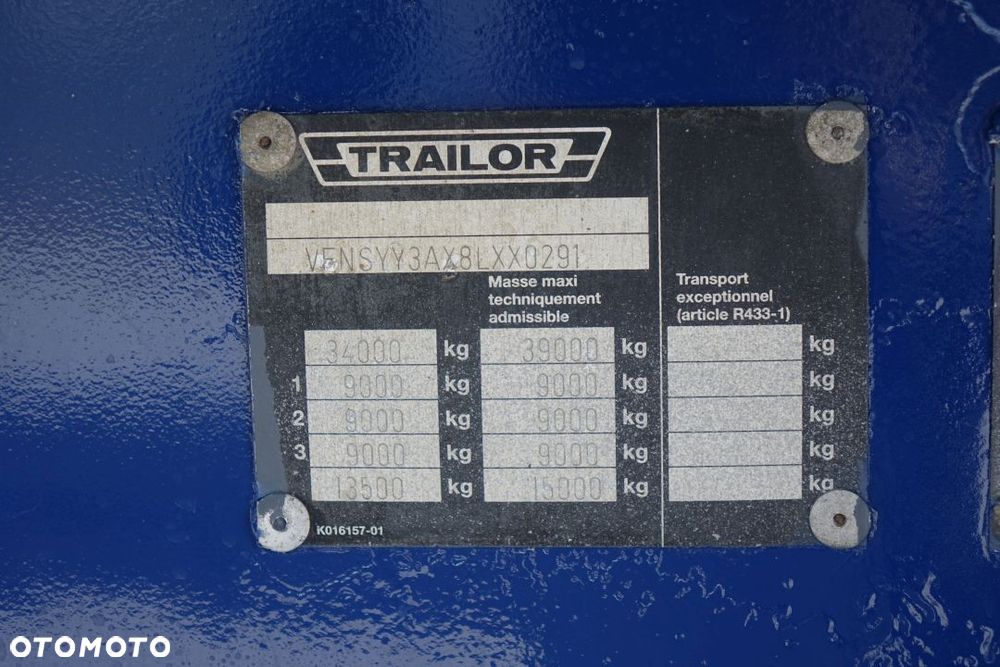 TRAILOR
VFNSYY3AX8LXX0291
Masse maxi
techniquement
admissible
Transport
exceptionnel
(article R433-1)
34000 kg 39000 kg kg
1 9000 kg 9000 kg kg
2 9000 kg 9000 kg kg
3 9000 kg 9000 kg kg
13500 kg 15000 kg kg
K016157-01
OTOMOTO